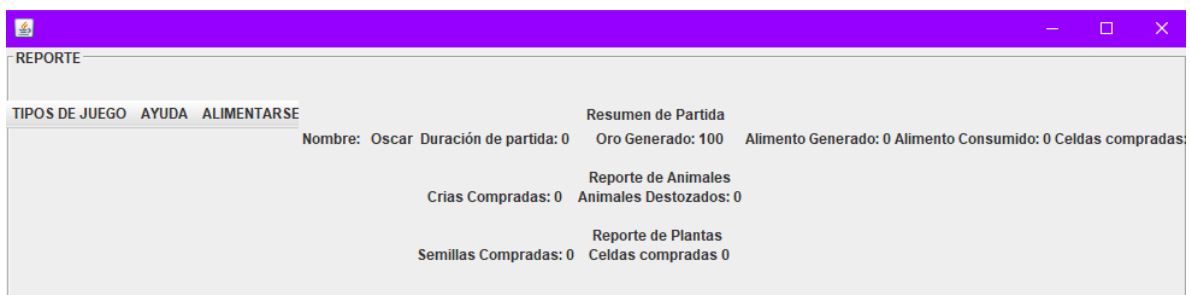 REPORTE
TIPOS DE JUEGO AYUDA ALIMENTARSE
Resumen de Partida
Nombre: Oscar Duración de partida: 0 Oro Generado: 100 Alimento Generado: 0 Alimento Consumido: 0 Celdas compradas:
Reporte de Animales
Crias Compradas: 0 Animales Destozados: 0
Reporte de Plantas
Semillas Compradas: 0 Celdas compradas 0